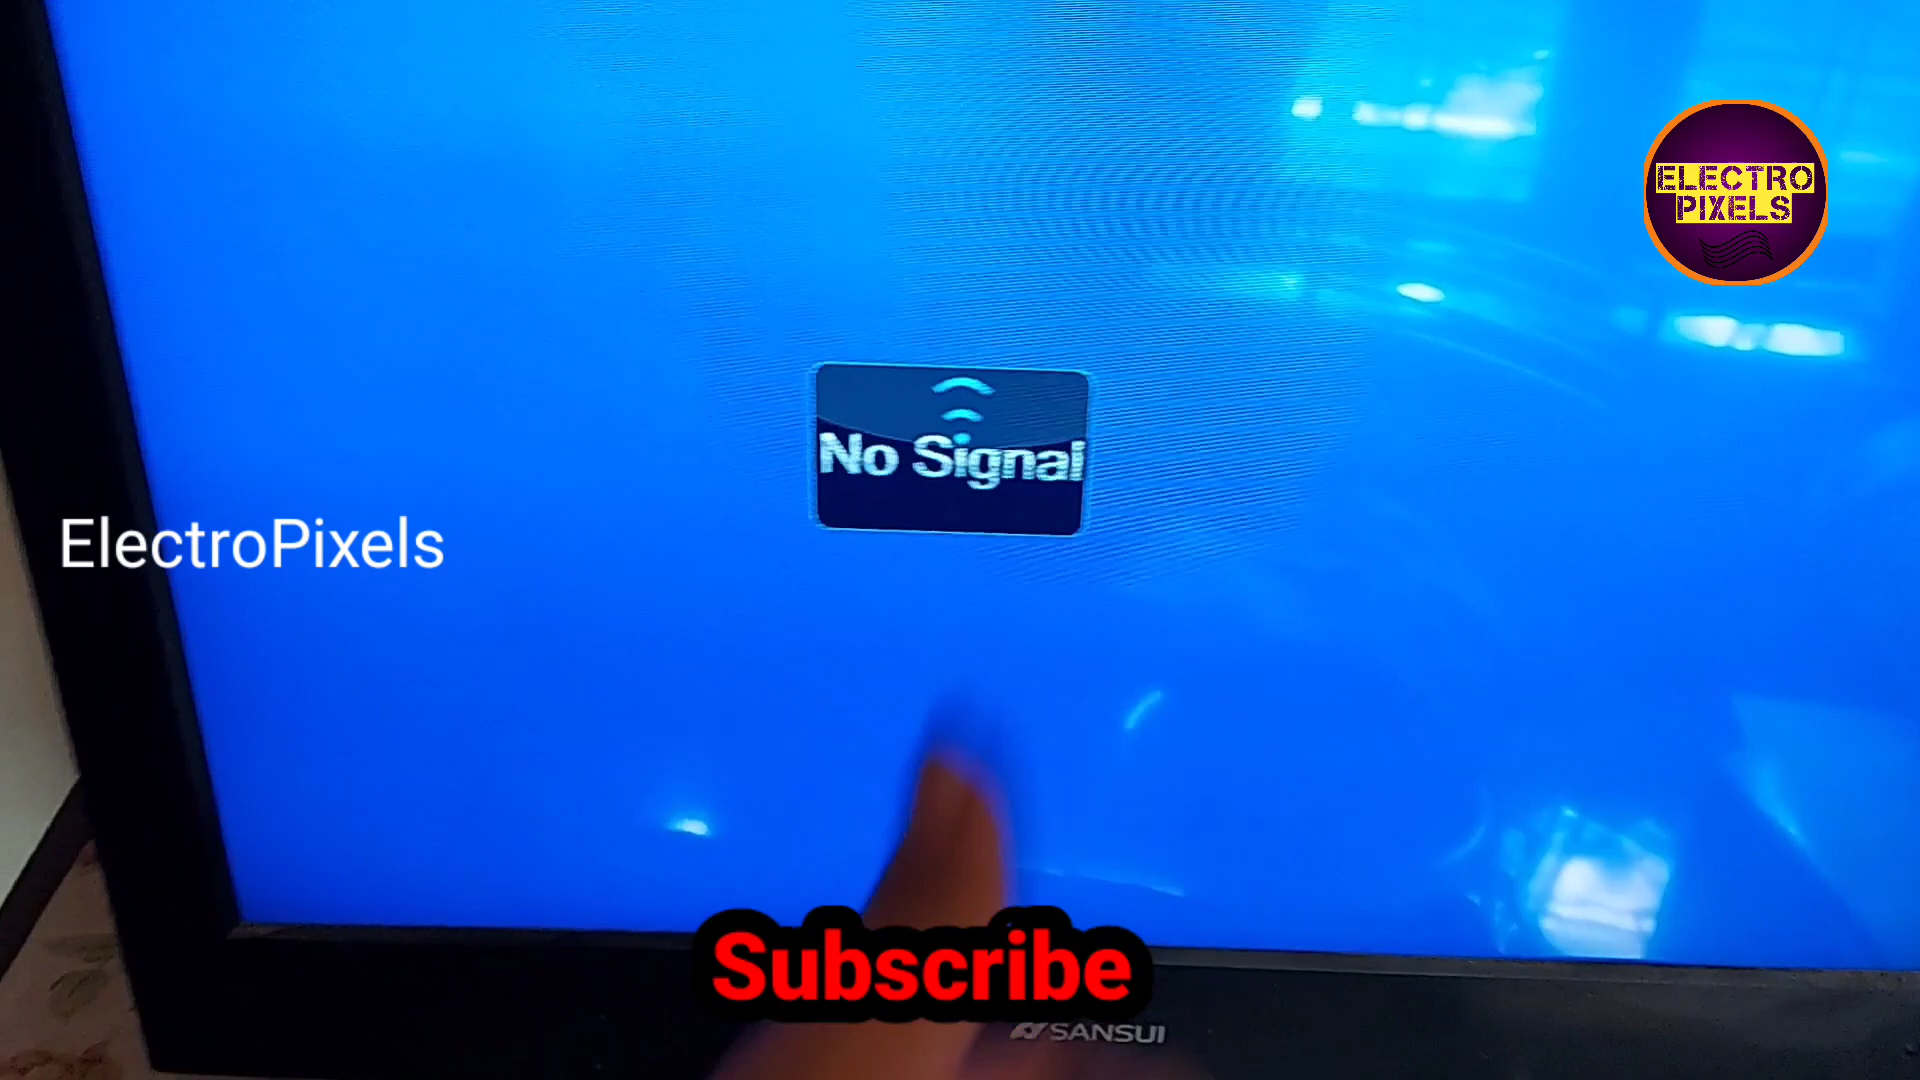 ELECTRO
PIXELS
No Signal
ElectroPixels
Subscribe
SANSUI